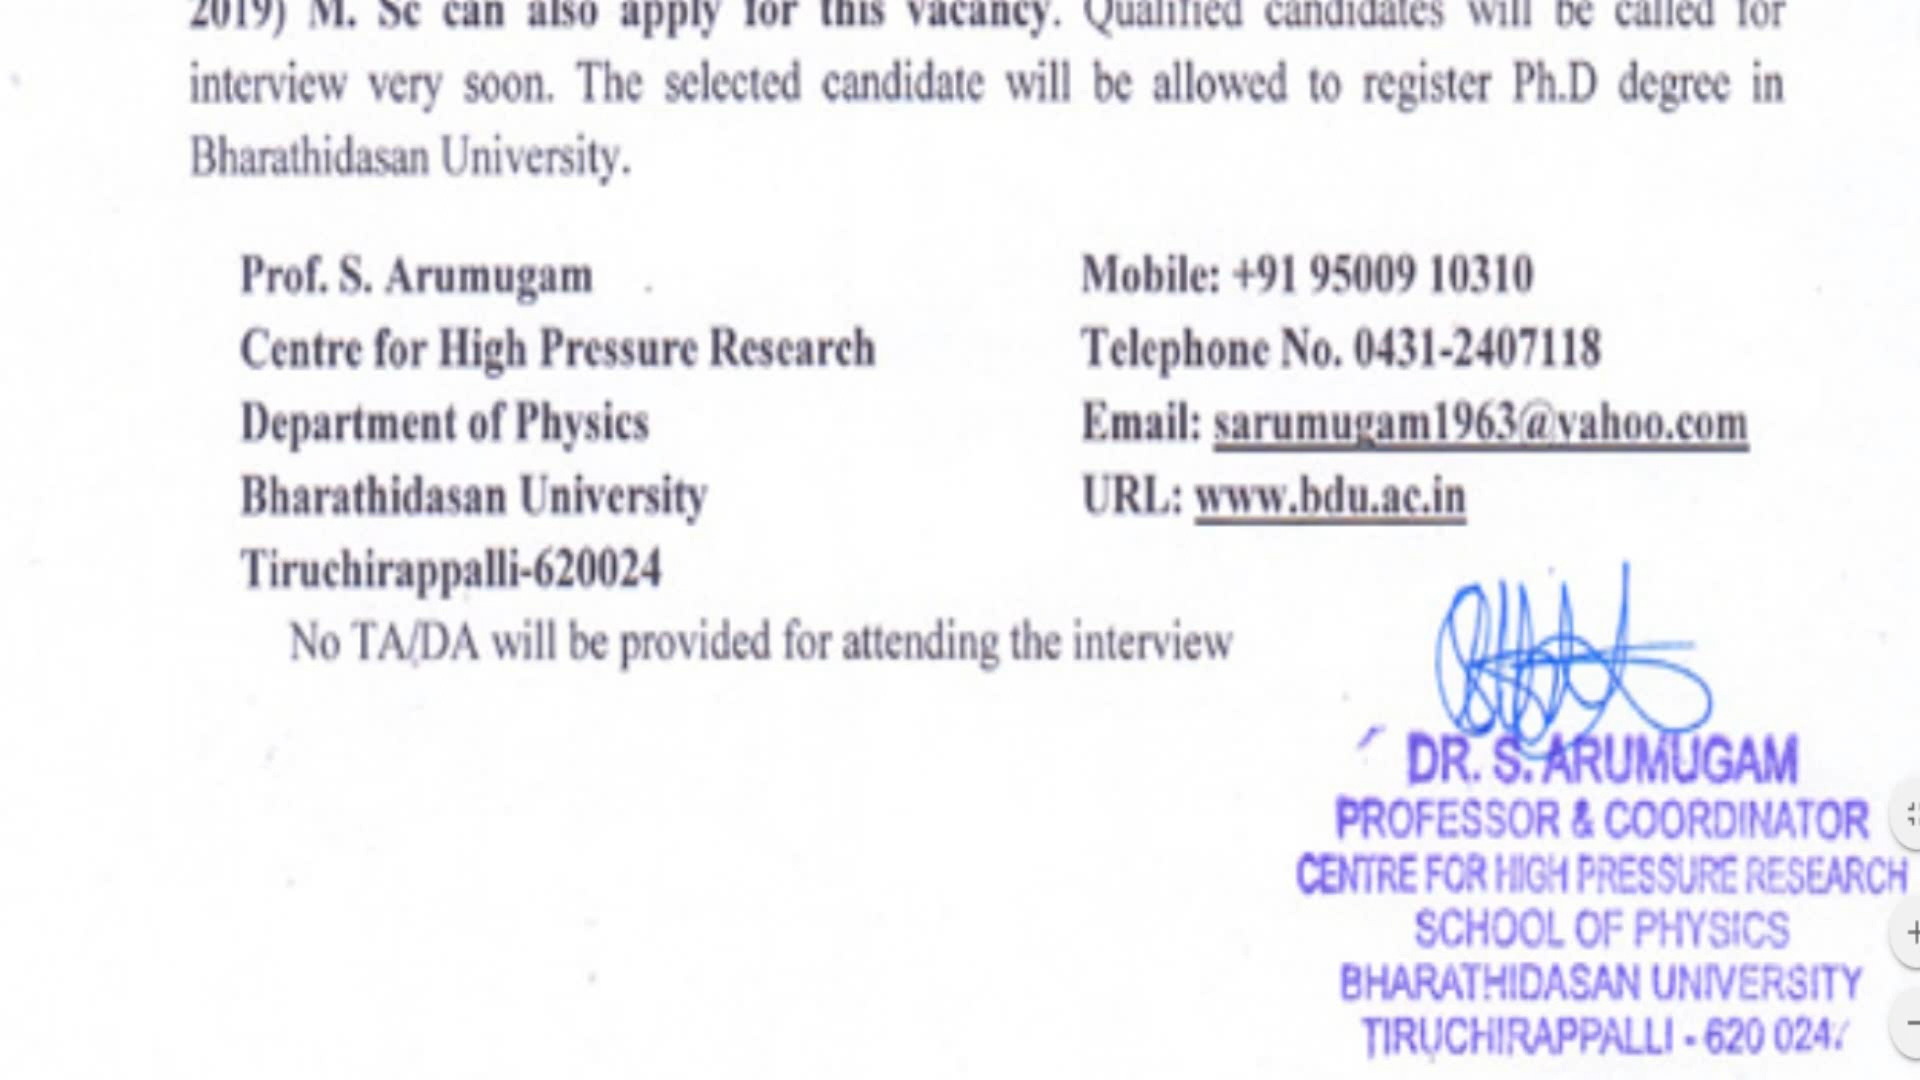 2019) M. Sc can also apply for this vacancy. Qualified candidates will be called for
interview very soon. The selected candidate will be allowed to register Ph.D degree in
Bharathidasan University.
Prof. S. Arumugam
Centre for High Pressure Research
Department of Physics
Bharathidasan University
Tiruchirappalli-620024
Mobile: +91 95009 10310
Telephone No. 0431-2407118
Email: sarumugam1963@yahoo.com
URL: www.bdu.ac.in
No TA/DA will be provided for attending the interview
DR. S. ARUMUGAM
PROFESSOR & COORDINATOR
CENTRE FOR HIGH PRESSURE RESEARCH
SCHOOL OF PHYSICS
BHARATHIDASAN UNIVERSITY
TIRUCHIRAPPALLI - 620 024